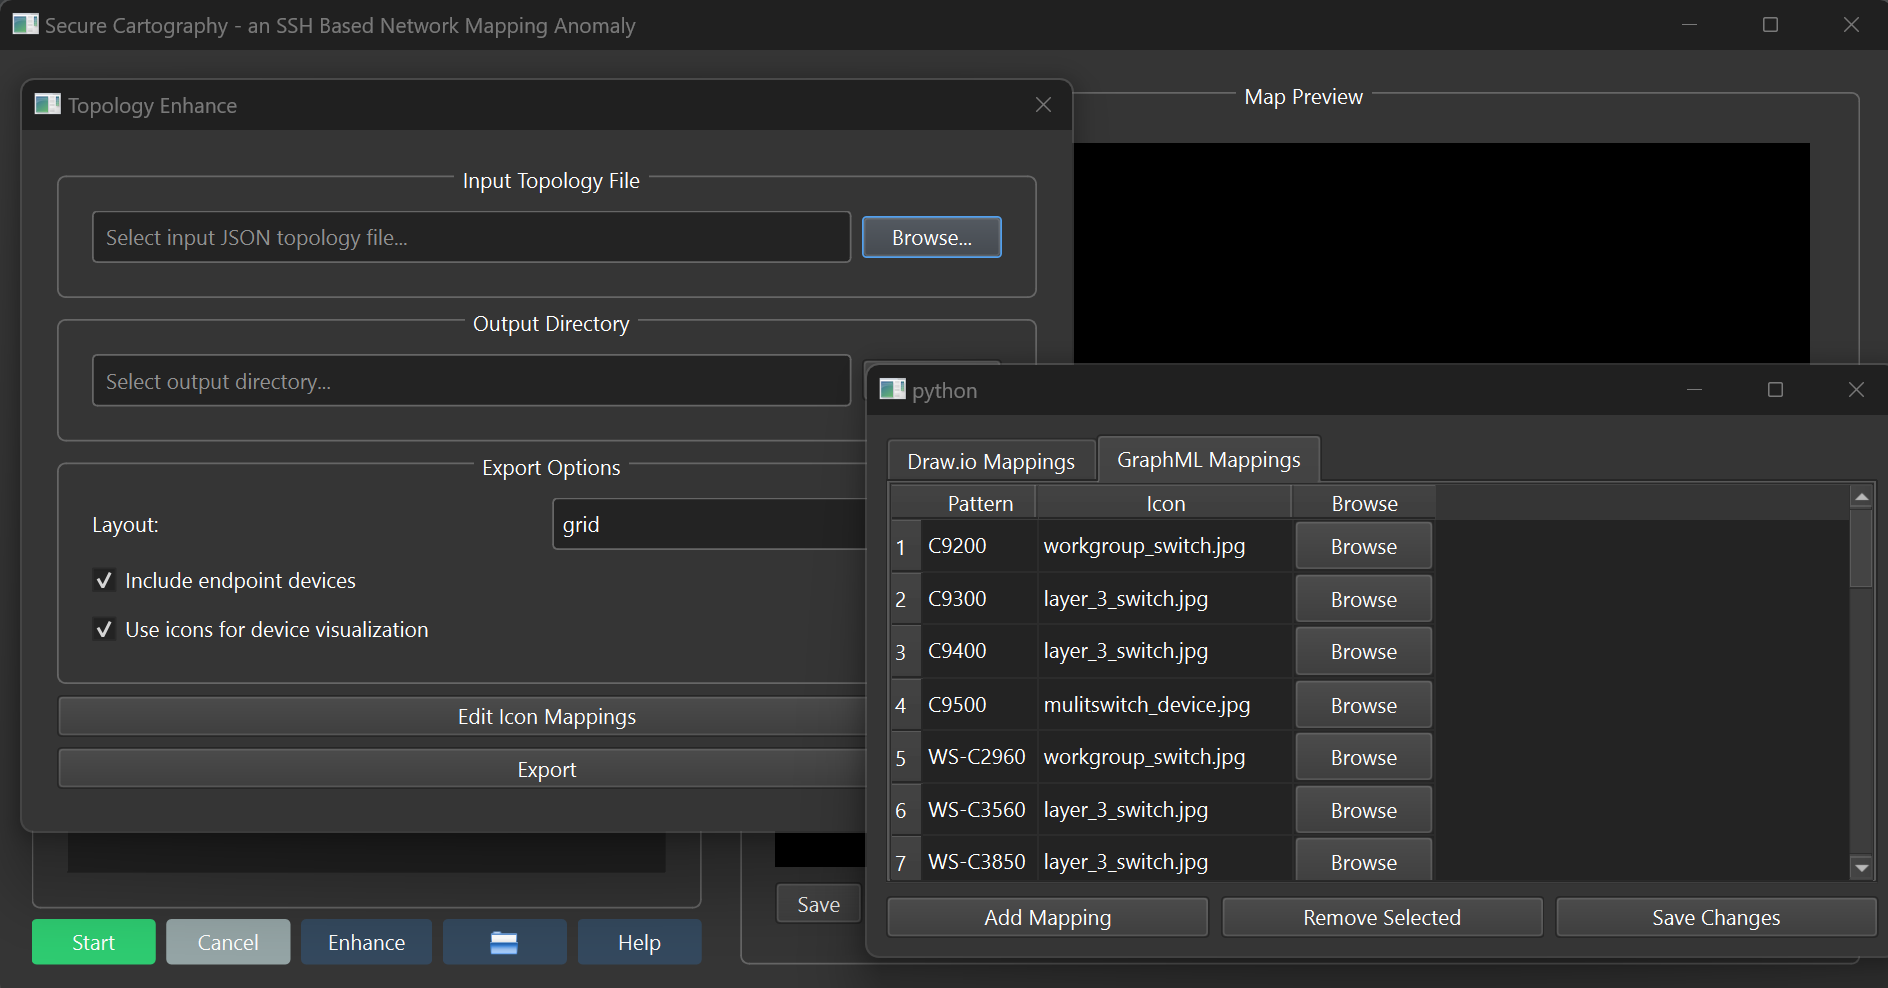 Secure Cartography - an SSH Based Network Mapping Anomaly
Topology Enhance
Input Topology File
Select input JSON topology file...
Browse...
Output Directory
Select output directory...
Export Options
Layout:
grid
Include endpoint devices
Use icons for device visualization
Edit Icon Mappings
Export
Map Preview
python
Draw.io Mappings
GraphML Mappings
Pattern Icon Browse
1 C9200 workgroup_switch.jpg Browse
2 C9300 layer_3_switch.jpg Browse
3 C9400 layer_3_switch.jpg Browse
4 C9500 mulitswitch_device.jpg Browse
5 WS-C2960 workgroup_switch.jpg Browse
6 WS-C3560 layer_3_switch.jpg Browse
7 WS-C3850 layer_3_switch.jpg Browse
Add Mapping Remove Selected Save Changes
Save
Start Cancel Enhance Help